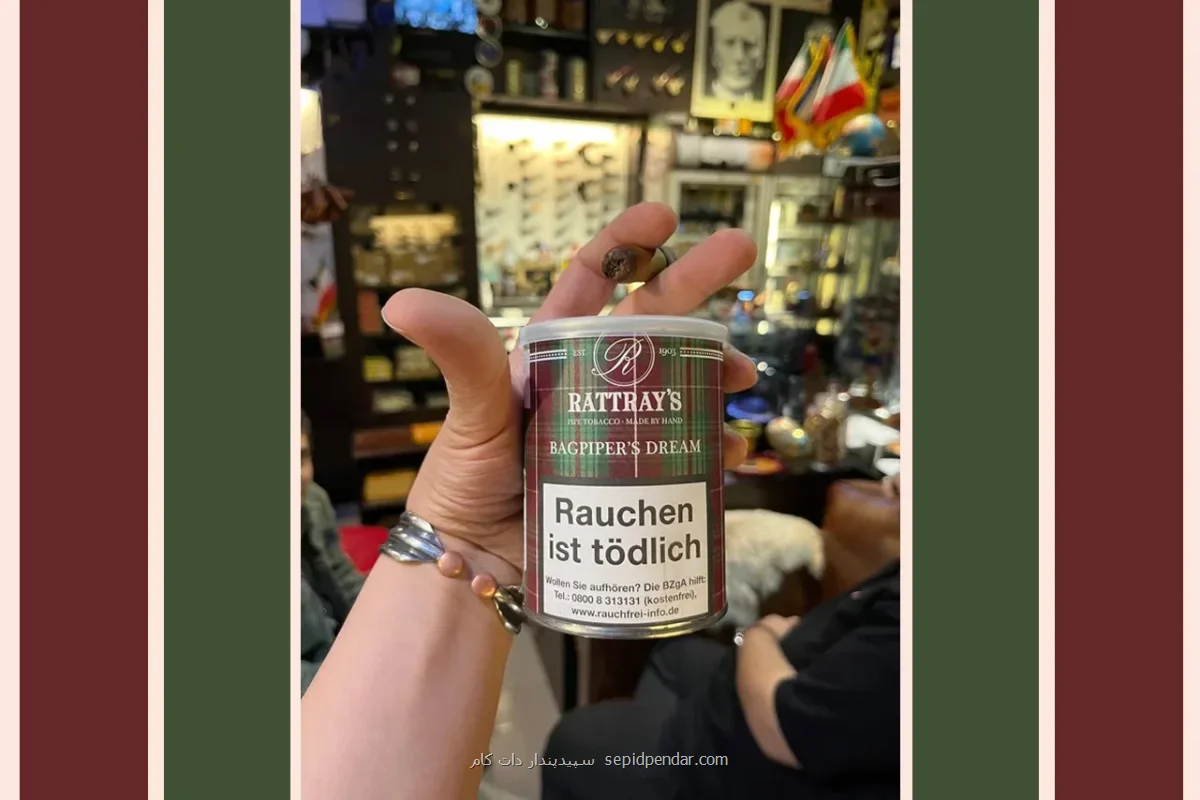 EST. R 1903
RATTRAY'S
PIPE TOBACCO · MADE BY HAND
BAGPIPER'S DREAM
Rauchen
ist tödlich
Wollen Sie aufhören? Die BZgA hilft:
Tel.: 0800 8 313131 (kostenfrei),
www.rauchfrei-info.de
سپیدپندار دات کام sepidpendar.com